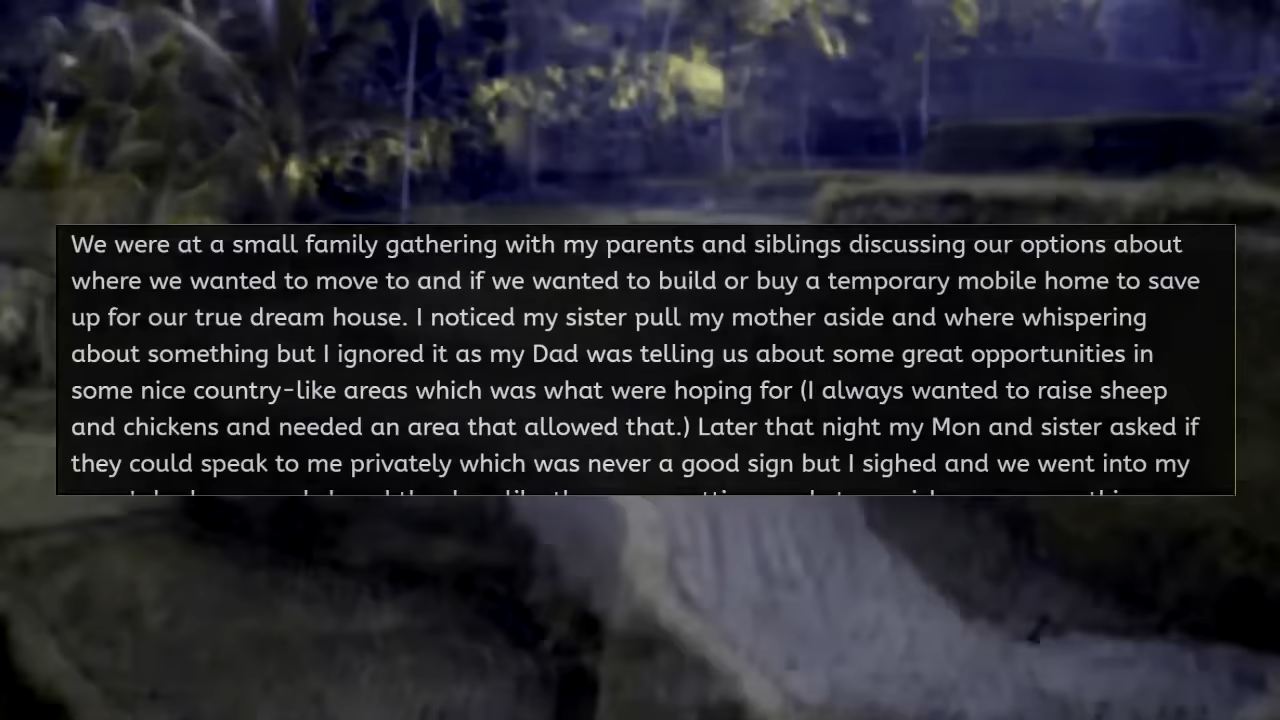 We were at a small family gathering with my parents and siblings discussing our options about
where we wanted to move to and if we wanted to build or buy a temporary mobile home to save
up for our true dream house. I noticed my sister pull my mother aside and where whispering
about something but I ignored it as my Dad was telling us about some great opportunities in
some nice country-like areas which was what were hoping for (I always wanted to raise sheep
and chickens and needed an area that allowed that.) Later that night my Mon and sister asked if
they could speak to me privately which was never a good sign but I sighed and we went into my